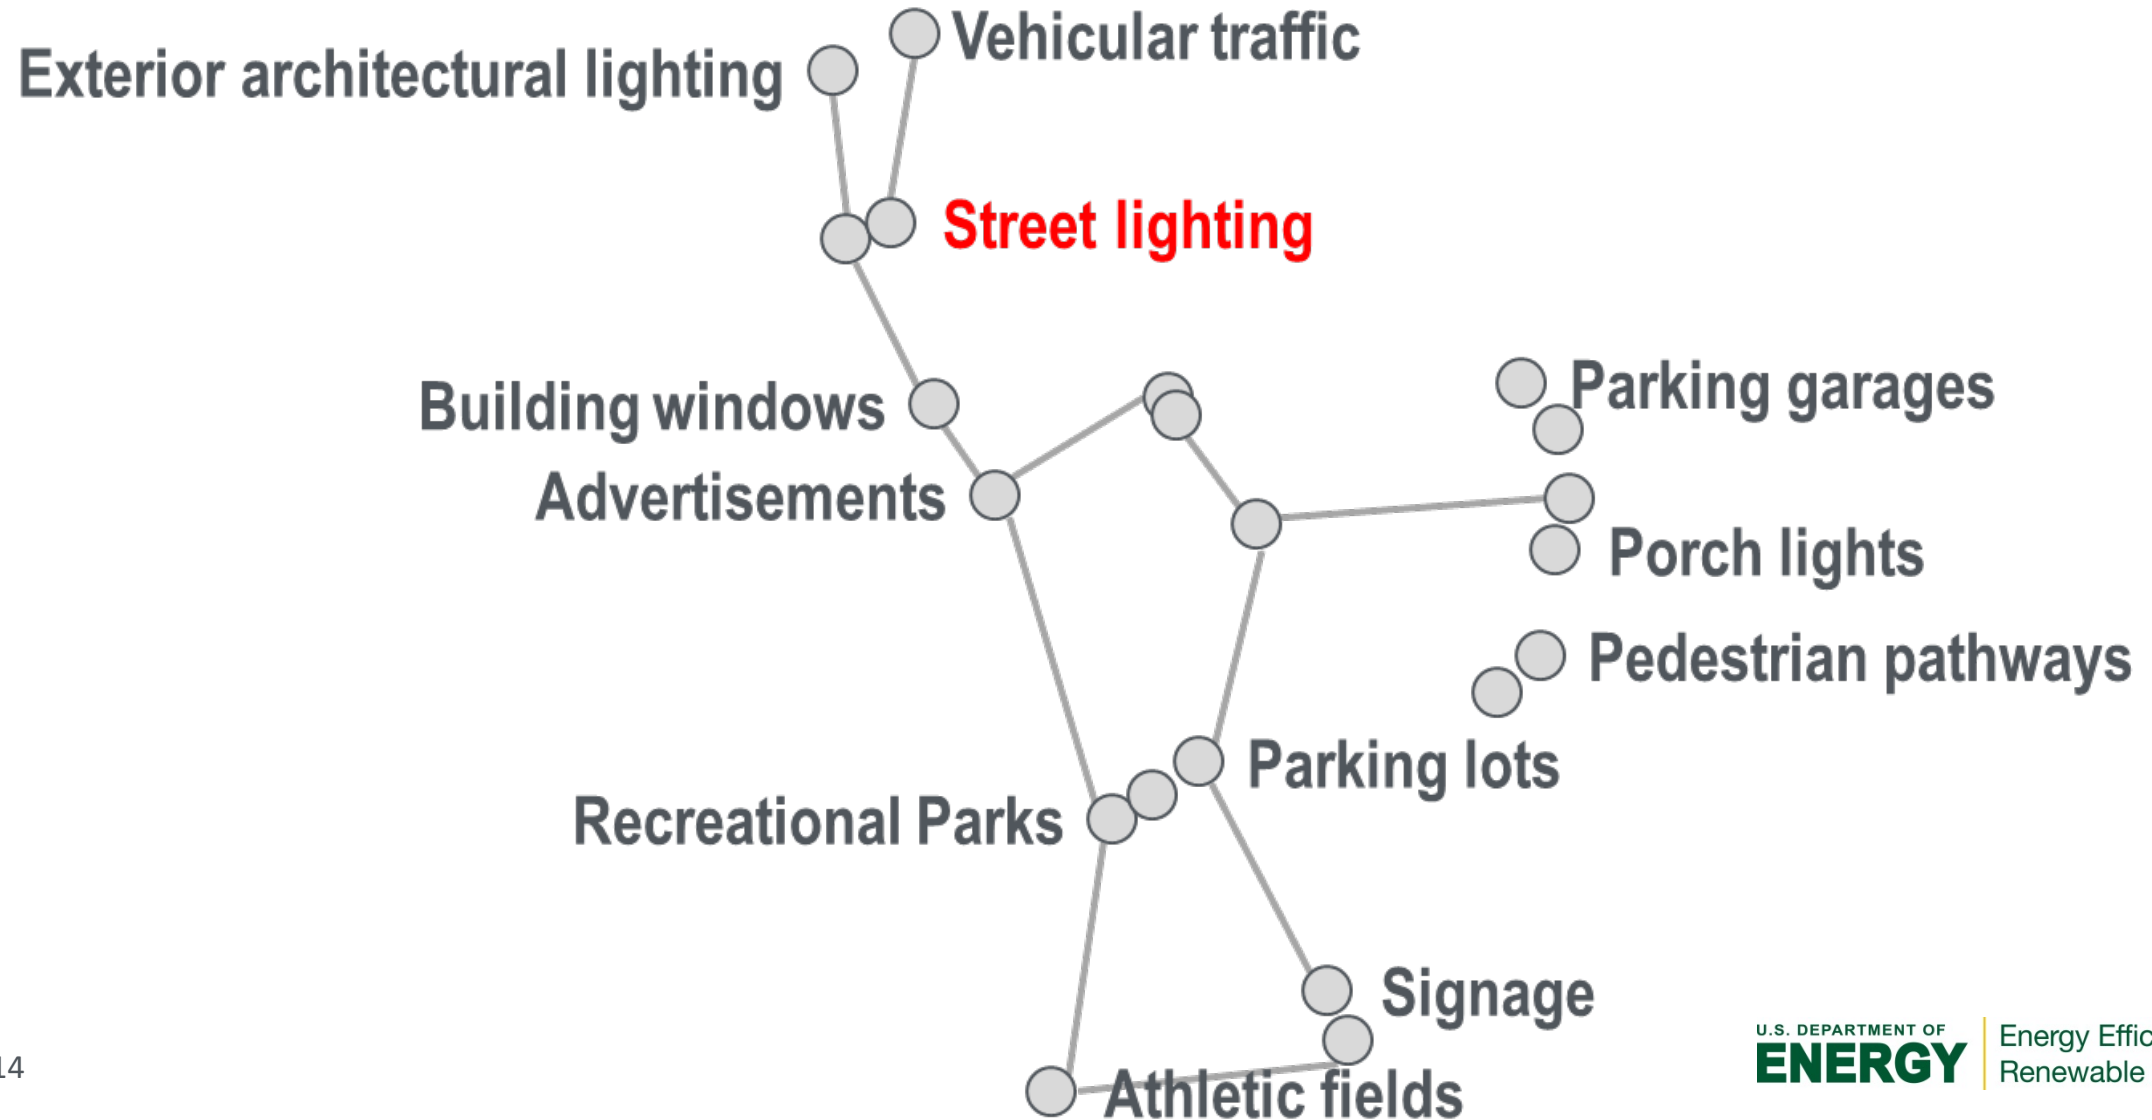 Vehicular traffic
Exterior architectural lighting
Street lighting
Parking garages
Building windows
Advertisements
Porch lights
Pedestrian pathways
Parking lots
Recreational Parks
Signage
U.S. DEPARTMENT OF
ENERGY
Energy
Renewable
14
Athletic fields